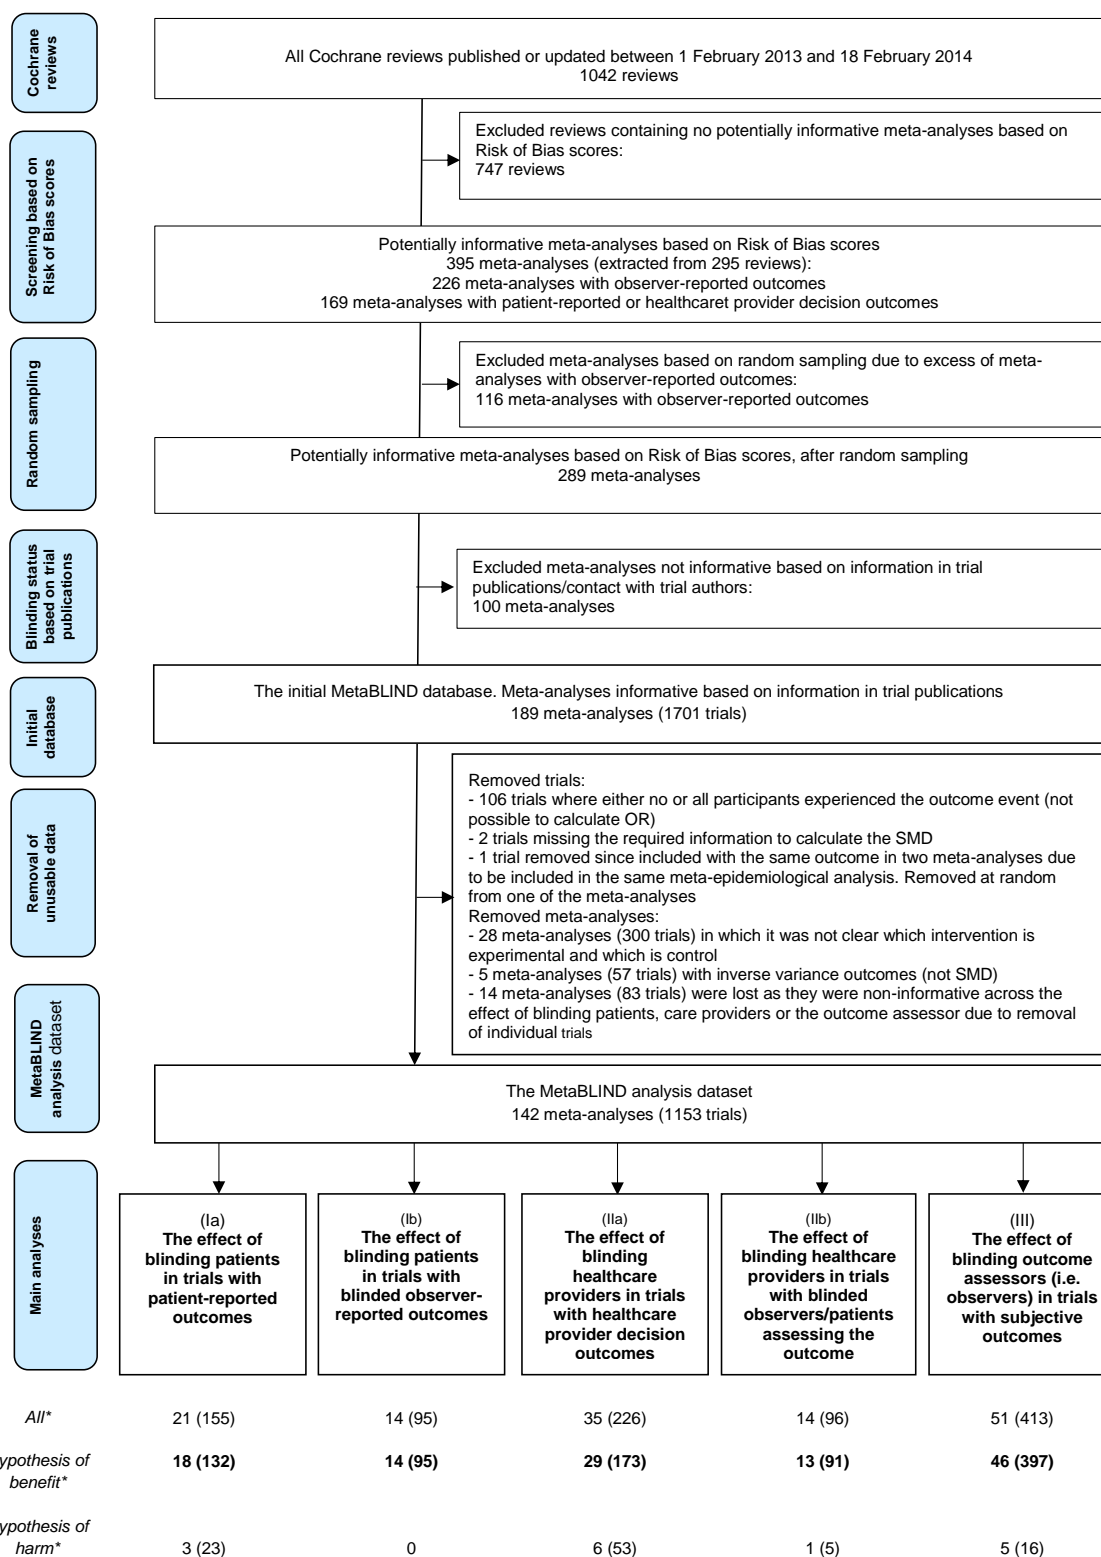 Cochrane
reviews
All Cochrane reviews published or updated between 1 February 2013 and 18 February 2014
1042 reviews
Screening based on
Risk of Bias scores
Excluded reviews containing no potentially informative meta-analyses based on
Risk of Bias scores:
747 reviews
Potentially informative meta-analyses based on Risk of Bias scores
395 meta-analyses (extracted from 295 reviews):
226 meta-analyses with observer-reported outcomes
169 meta-analyses with patient-reported or healthcaret provider decision outcomes
Random sampling
Excluded meta-analyses based on random sampling due to excess of meta-
analyses with observer-reported outcomes:
116 meta-analyses with observer-reported outcomes
Potentially informative meta-analyses based on Risk of Bias scores, after random sampling
289 meta-analyses
Blinding status
based on trial
publications
Excluded meta-analyses not informative based on information in trial
publications/contact with trial authors:
100 meta-analyses
Initial
database
The initial MetaBLIND database. Meta-analyses informative based on information in trial publications
189 meta-analyses (1701 trials)
Removal of
unusable data
Removed trials:
- 106 trials where either no or all participants experienced the outcome event (not
possible to calculate OR)
- 2 trials missing the required information to calculate the SMD
- 1 trial removed since included with the same outcome in two meta-analyses due
to be included in the same meta-epidemiological analysis. Removed at random
from one of the meta-analyses
Removed meta-analyses:
- 28 meta-analyses (300 trials) in which it was not clear which intervention is
experimental and which is control
- 5 meta-analyses (57 trials) with inverse variance outcomes (not SMD)
- 14 meta-analyses (83 trials) were lost as they were non-informative across the
effect of blinding patients, care providers or the outcome assessor due to removal
of individual trials
MetaBLIND
analysis dataset
The MetaBLIND analysis dataset
142 meta-analyses (1153 trials)
Main analyses
(Ia)
The effect of
blinding patients
in trials with
patient-reported
outcomes
(Ib)
The effect of
blinding patients
in trials with
blinded observer-
reported outcomes
(IIa)
The effect of
blinding
healthcare
providers in trials
with healthcare
provider decision
outcomes
(IIb)
The effect of
blinding healthcare
providers in trials
with blinded
observers/patients
assessing the
outcome
(III)
The effect of
blinding outcome
assessors (i.e.
observers) in trials
with subjective
outcomes
All* 21 (155) 14 (95) 35 (226) 14 (96) 51 (413)
ypothesis of
benefit* 18 (132) 14 (95) 29 (173) 13 (91) 46 (397)
ypothesis of
harm* 3 (23) 0 6 (53) 1 (5) 5 (16)